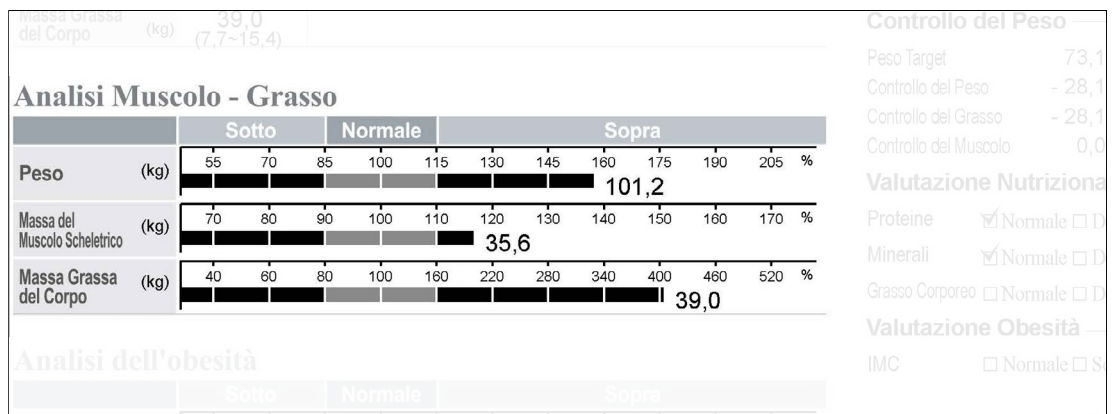 Massa Grassa del Corpo (kg) 39,0
(7,7~15,4)
Analisi Muscolo - Grasso
Sotto Normale Sopra
Peso (kg) 55 70 85 100 115 130 145 160 175 190 205 %
101,2
Massa del Muscolo Scheletrico (kg) 70 80 90 100 110 120 130 140 150 160 170 %
35,6
Massa Grassa del Corpo (kg) 40 60 80 100 160 220 280 340 400 460 520 %
39,0
Analisi dell'obesità
Sotto Normale Sopra
Controllo del Peso
Peso Target 73,1
Controllo del Peso - 28,1
Controllo del Grasso - 28,1
Controllo del Muscolo 0,0
Valutazione Nutriziona
Proteine Normale D
Minerali Normale D
Grasso Corporeo Normale D
Valutazione Obesità
IMC Normale S